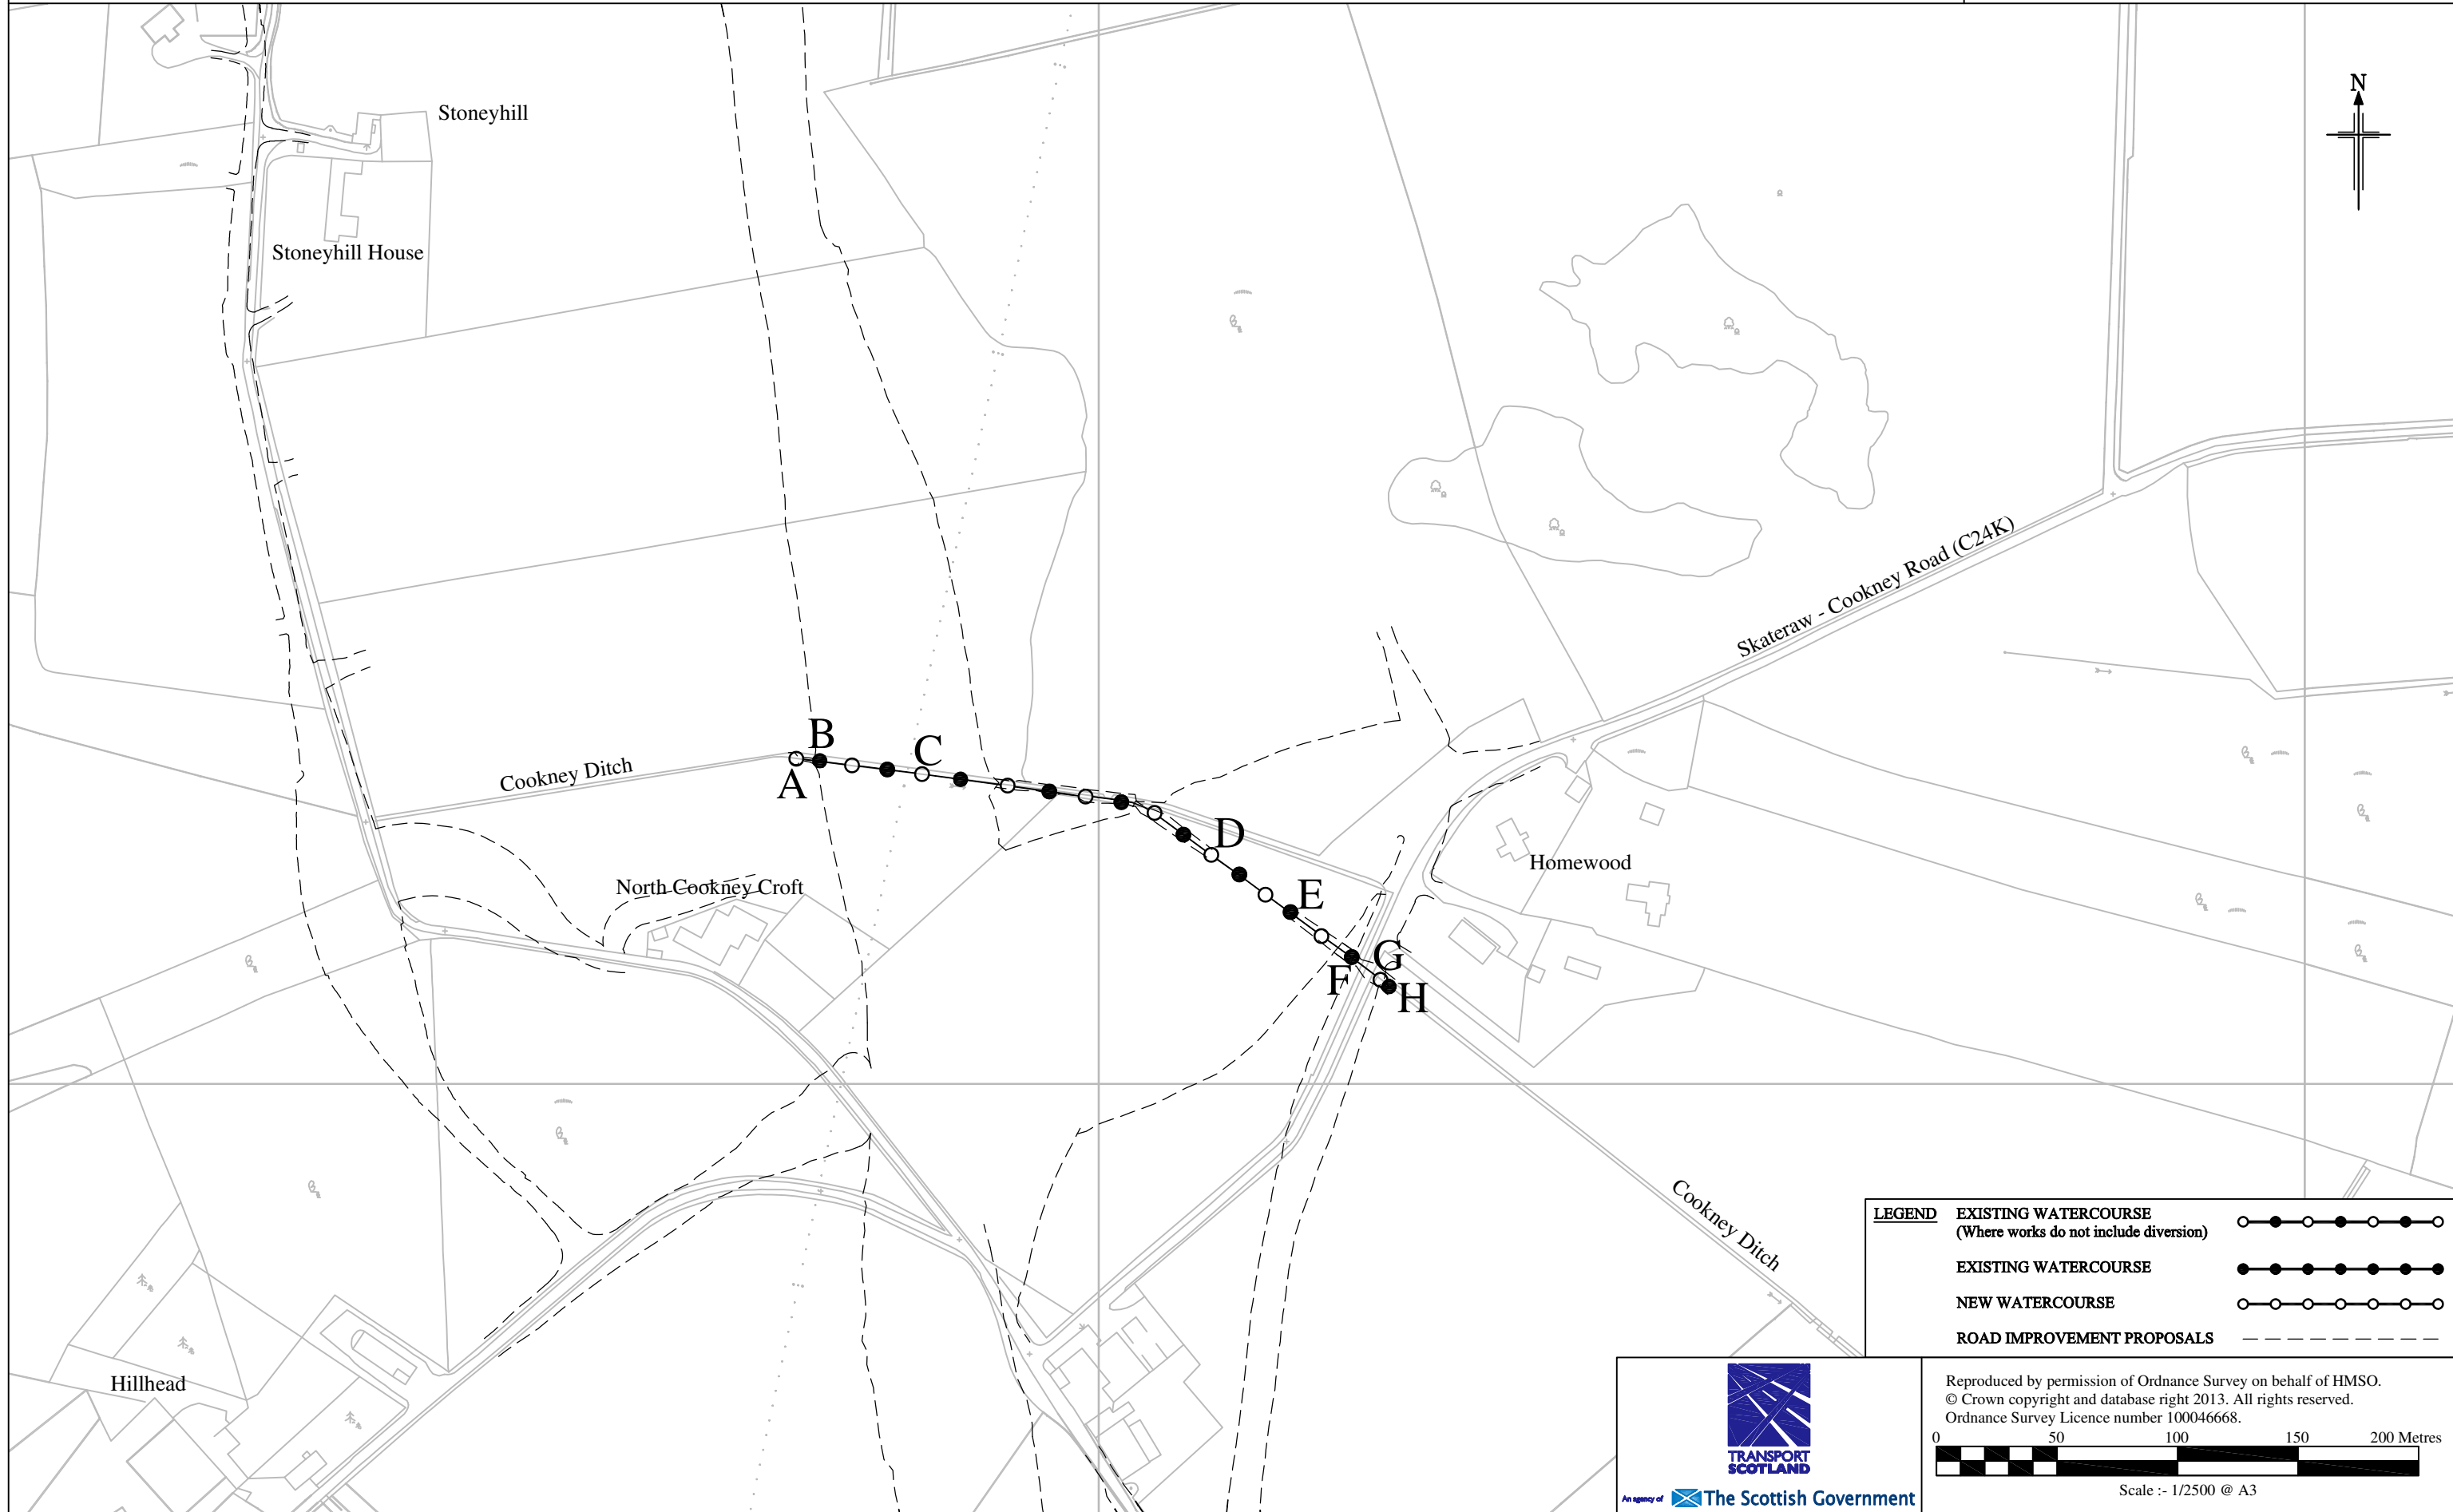 N
Stoneyhill
Stoneyhill House
Skateraw - Cookney Road (C24K)
B
C
Cookney Ditch
A
D
Homewood
North Cookney Croft
E
G
F
H
Cookney Ditch
Hillhead
LEGEND
EXISTING WATERCOURSE
(Where works do not include diversion)
EXISTING WATERCOURSE
NEW WATERCOURSE
ROAD IMPROVEMENT PROPOSALS
TRANSPORT
SCOTLAND
An agency of The Scottish Government
Reproduced by permission of Ordnance Survey on behalf of HMSO.
© Crown copyright and database right 2013. All rights reserved.
Ordnance Survey Licence number 100046668.
0 50 100 150 200 Metres
Scale :- 1/2500 @ A3